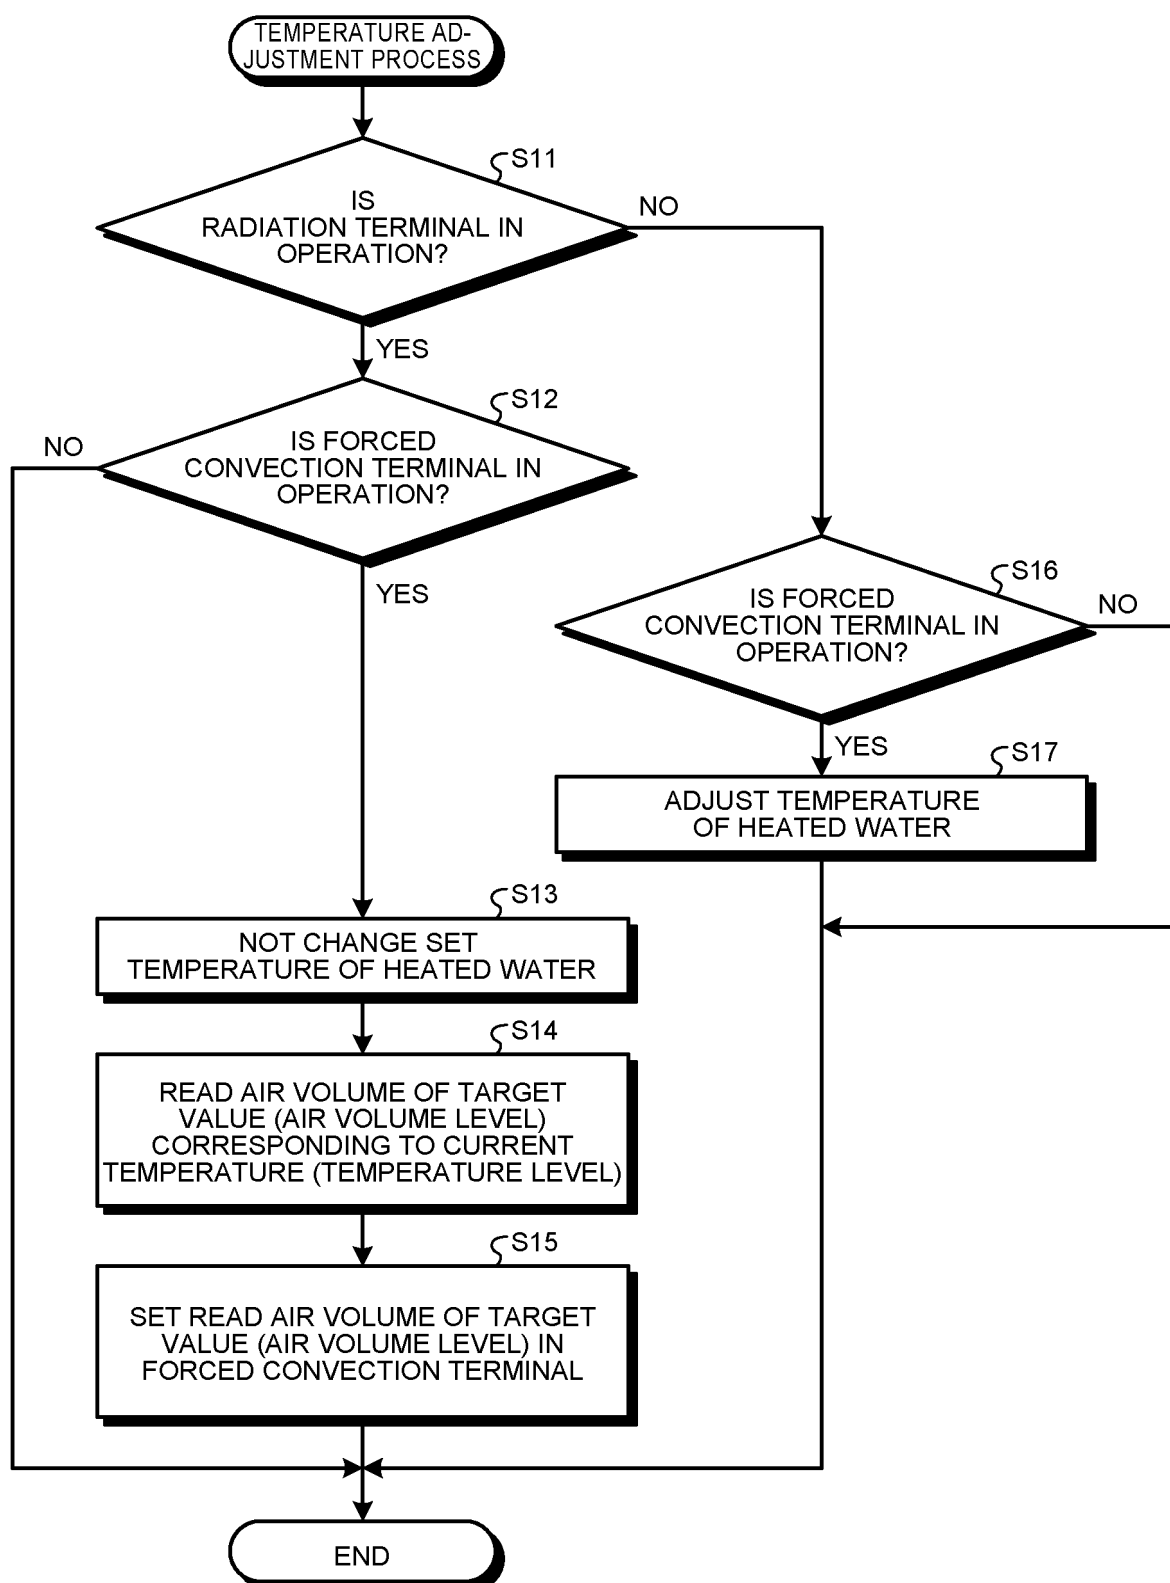 TEMPERATURE AD-
JUSTMENT PROCESS
S11
IS
RADIATION TERMINAL IN
OPERATION?
NO
YES
S12
NO
IS FORCED
CONVECTION TERMINAL IN
OPERATION?
YES
S16
IS FORCED
CONVECTION TERMINAL IN
OPERATION?
NO
YES
S17
ADJUST TEMPERATURE
OF HEATED WATER
S13
NOT CHANGE SET
TEMPERATURE OF HEATED WATER
S14
READ AIR VOLUME OF TARGET
VALUE (AIR VOLUME LEVEL)
CORRESPONDING TO CURRENT
TEMPERATURE (TEMPERATURE LEVEL)
S15
SET READ AIR VOLUME OF TARGET
VALUE (AIR VOLUME LEVEL) IN
FORCED CONVECTION TERMINAL
END